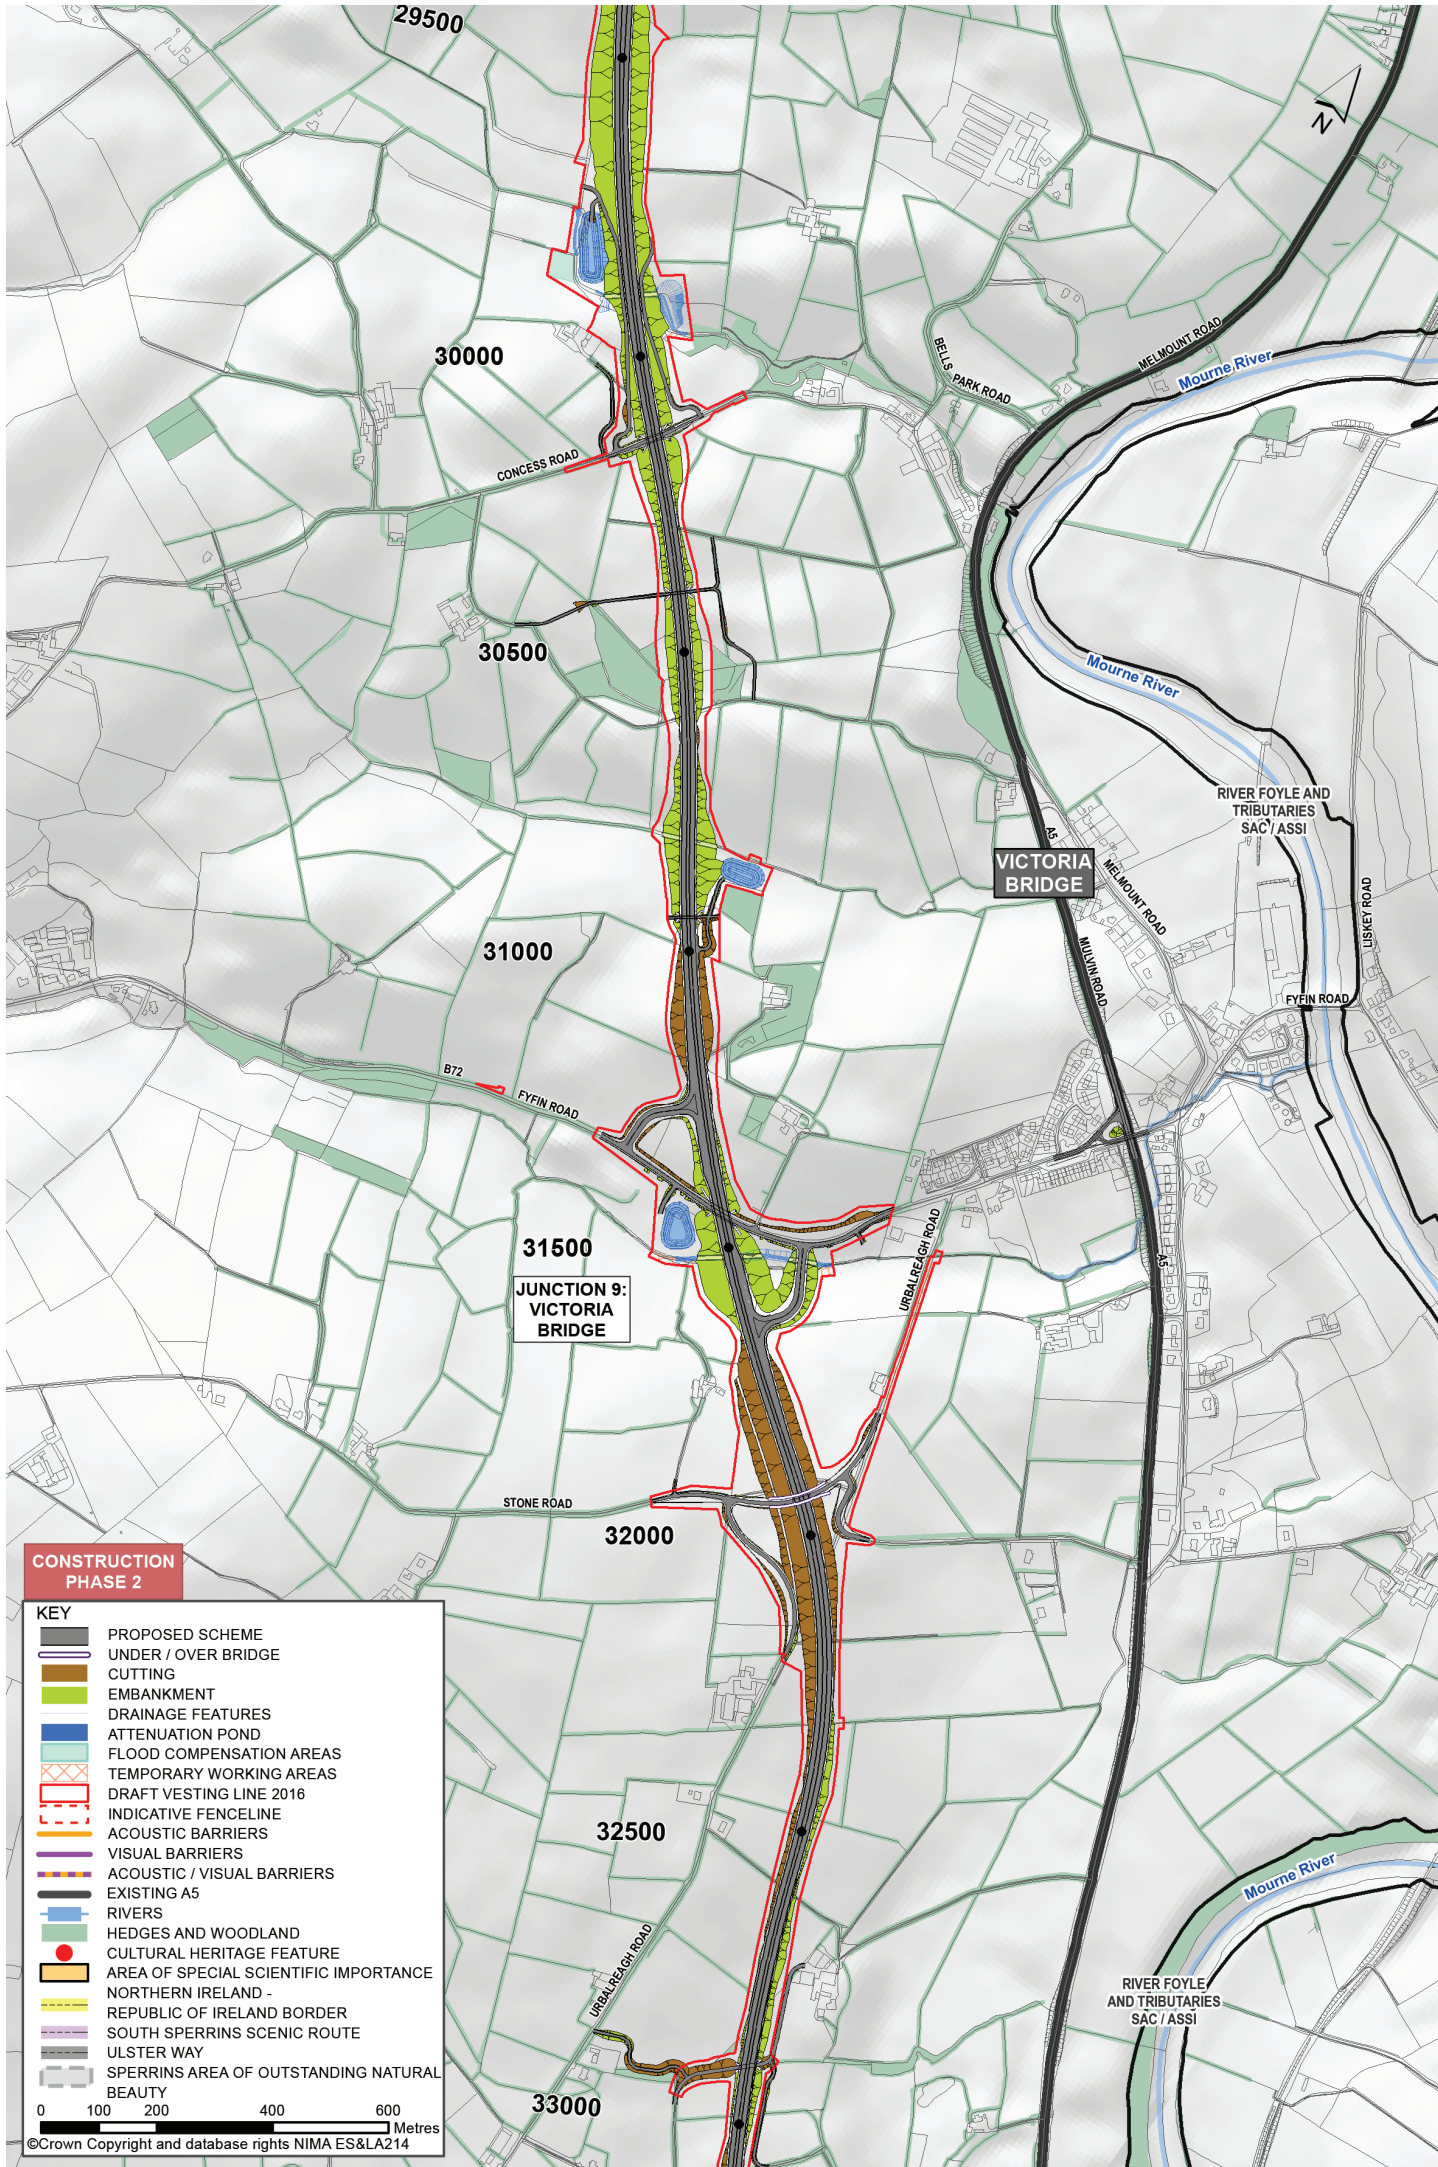 29500
N
MELMOUNT ROAD
Mourne River
BELLS PARK ROAD
30000
CONCESS ROAD
30500
Mourne River
RIVER FOYLE AND
TRIBUTARIES
SAC / ASSI
A5
VICTORIA
BRIDGE
MELMOUNT ROAD
LISKEY ROAD
31000
MULVIN ROAD
FYFIN ROAD
B72
FYFIN ROAD
31500
URBALREAGH ROAD
A5
JUNCTION 9:
VICTORIA
BRIDGE
STONE ROAD
32000
32500
Mourne River
URBALREAGH ROAD
RIVER FOYLE
AND TRIBUTARIES
SAC / ASSI
33000
CONSTRUCTION
PHASE 2
KEY
PROPOSED SCHEME
UNDER / OVER BRIDGE
CUTTING
EMBANKMENT
DRAINAGE FEATURES
ATTENUATION POND
FLOOD COMPENSATION AREAS
TEMPORARY WORKING AREAS
DRAFT VESTING LINE 2016
INDICATIVE FENCELINE
ACOUSTIC BARRIERS
VISUAL BARRIERS
ACOUSTIC / VISUAL BARRIERS
EXISTING A5
RIVERS
HEDGES AND WOODLAND
CULTURAL HERITAGE FEATURE
AREA OF SPECIAL SCIENTIFIC IMPORTANCE
NORTHERN IRELAND -
REPUBLIC OF IRELAND BORDER
SOUTH SPERRINS SCENIC ROUTE
ULSTER WAY
SPERRINS AREA OF OUTSTANDING NATURAL
BEAUTY
0 100 200 400 600
Metres
©Crown Copyright and database rights NIMA ES&LA214